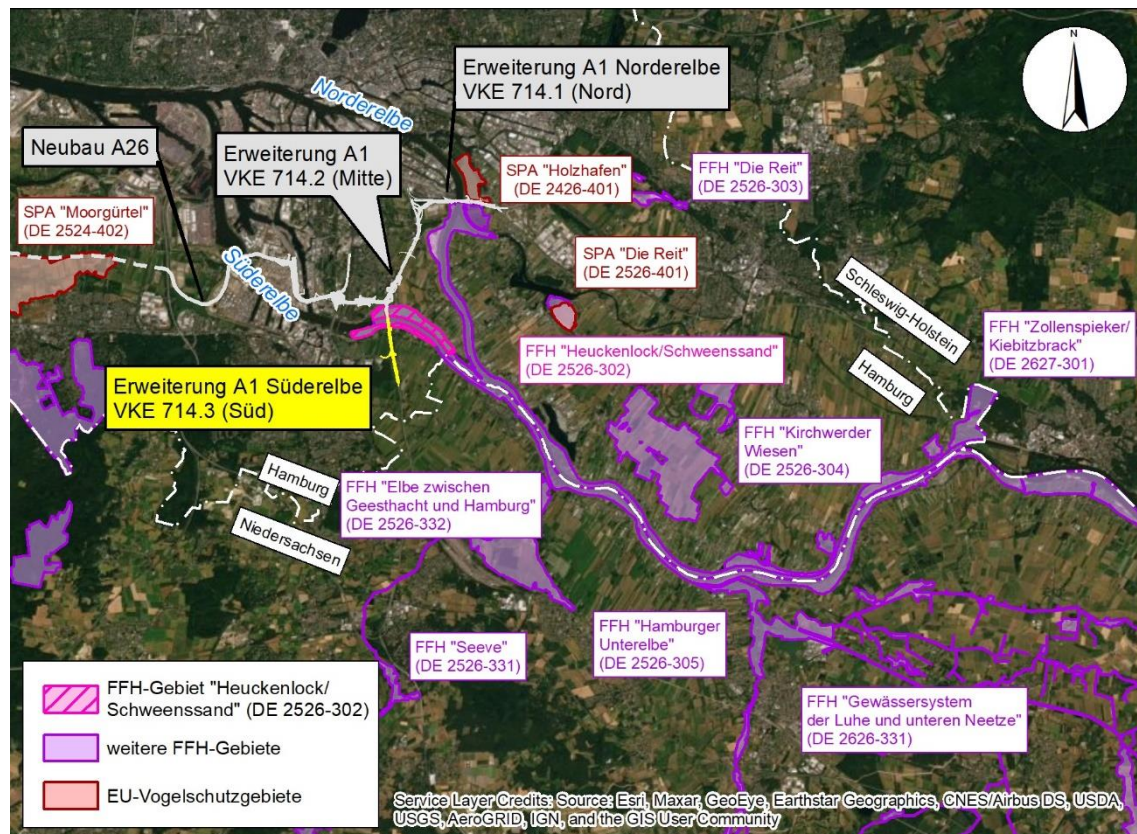 Erweiterung A1 Norderelbe
VKE 714.1 (Nord)
N
Norderelbe
Neubau A26
Erweiterung A1
VKE 714.2 (Mitte)
SPA "Holzhafen"
(DE 2426-401)
FFH "Die Reit"
(DE 2526-303)
SPA "Moorgürtel"
(DE 2524-402)
Süderelbe
SPA "Die Reit"
(DE 2526-401)
Schleswig-Holstein
Hamburg
FFH "Zollenspieker/
Kiebitzbrack"
(DE 2627-301)
FFH "Heuckenlock/Schweenssand"
(DE 2526-302)
Erweiterung A1 Süderelbe
VKE 714.3 (Süd)
FFH "Kirchwerder
Wiesen"
(DE 2526-304)
Hamburg
Niedersachsen
FFH "Elbe zwischen
Geesthacht und Hamburg"
(DE 2526-332)
FFH "Seeve"
(DE 2526-331)
FFH "Hamburger
Unterelbe"
(DE 2526-305)
FFH "Gewässersystem
der Luhe und unteren Neetze"
(DE 2626-331)
FFH-Gebiet "Heuckenlock/
Schweenssand" (DE 2526-302)
weitere FFH-Gebiete
EU-Vogelschutzgebiete
Service Layer Credits: Source: Esri, Maxar, GeoEye, Earthstar Geographics, CNES/Airbus DS, USDA,
USGS, AeroGRID, IGN, and the GIS User Community